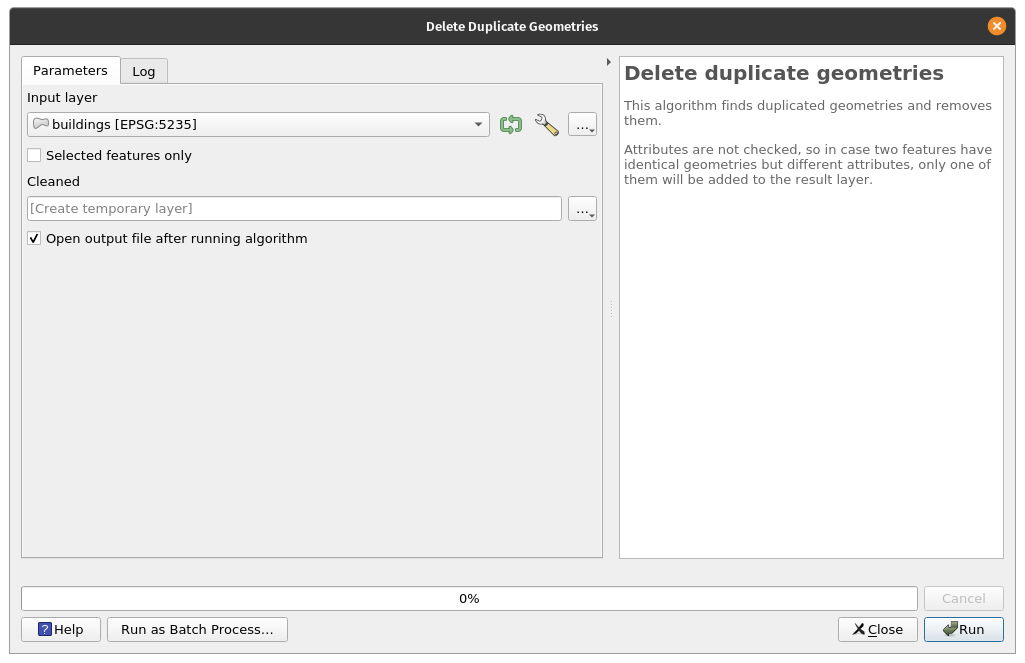 Delete Duplicate Geometries
Parameters
Log
Input layer
buildings [EPSG:5235]
...
Selected features only
Cleaned
[Create temporary layer]
...
Open output file after running algorithm
Delete duplicate geometries
This algorithm finds duplicated geometries and removes
them.
Attributes are not checked, so in case two features have
identical geometries but different attributes, only one of
them will be added to the result layer.
0%
Cancel
? Help
Run as Batch Process...
Close
Run